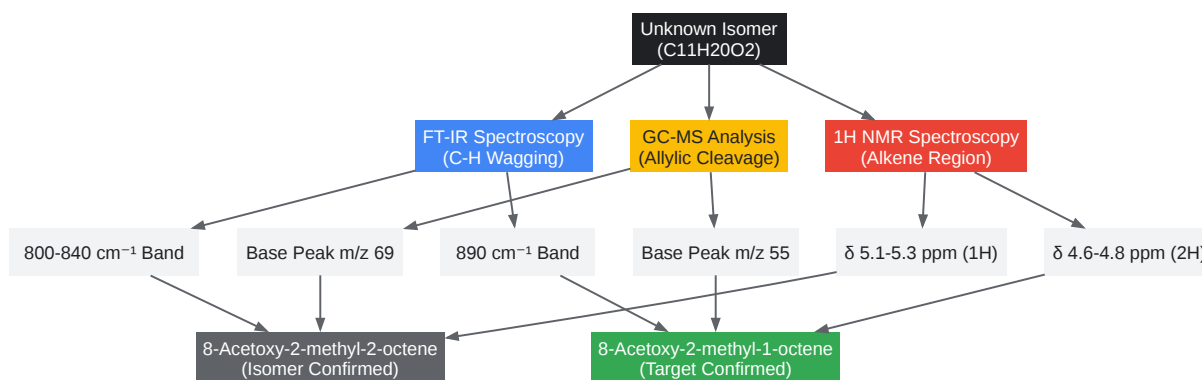 Unknown Isomer
(C11H20O2)
FT-IR Spectroscopy
(C-H Wagging)
GC-MS Analysis
(Allylic Cleavage)
1H NMR Spectroscopy
(Alkene Region)
800-840 cm⁻¹ Band
Base Peak m/z 69
890 cm⁻¹ Band
Base Peak m/z 55
δ 5.1-5.3 ppm (1H)
δ 4.6-4.8 ppm (2H)
8-Acetoxy-2-methyl-2-octene
(Isomer Confirmed)
8-Acetoxy-2-methyl-1-octene
(Target Confirmed)